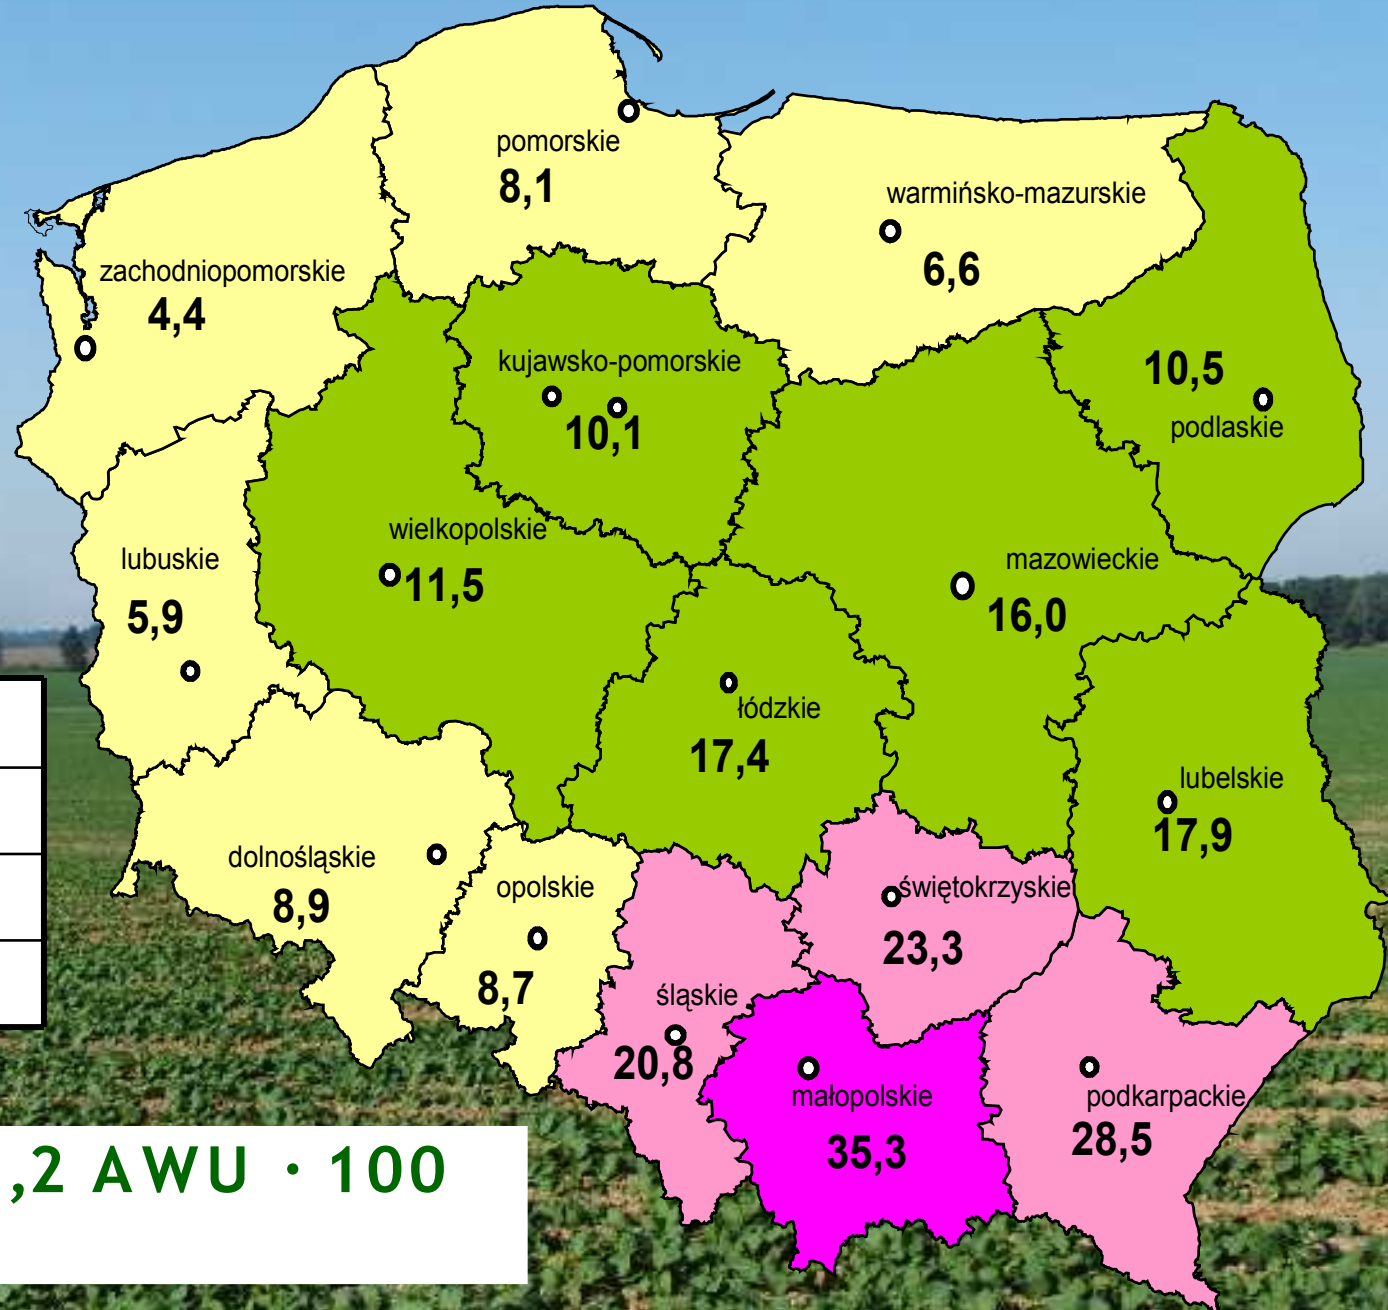 pomorskie
8,1
warmińsko-mazurskie
6,6
zachodniopomorskie
4,4
kujawsko-pomorskie
10,1
10,5
podlaskie
wielkopolskie
11,5
lubuskie
5,9
mazowieckie
16,0
łódzkie
17,4
lubelskie
17,9
dolnośląskie
8,9
opolskie
8,7
świętokrzyskie
23,3
śląskie
20,8
małopolskie
35,3
podkarpackie
28,5
,2 AWU · 100